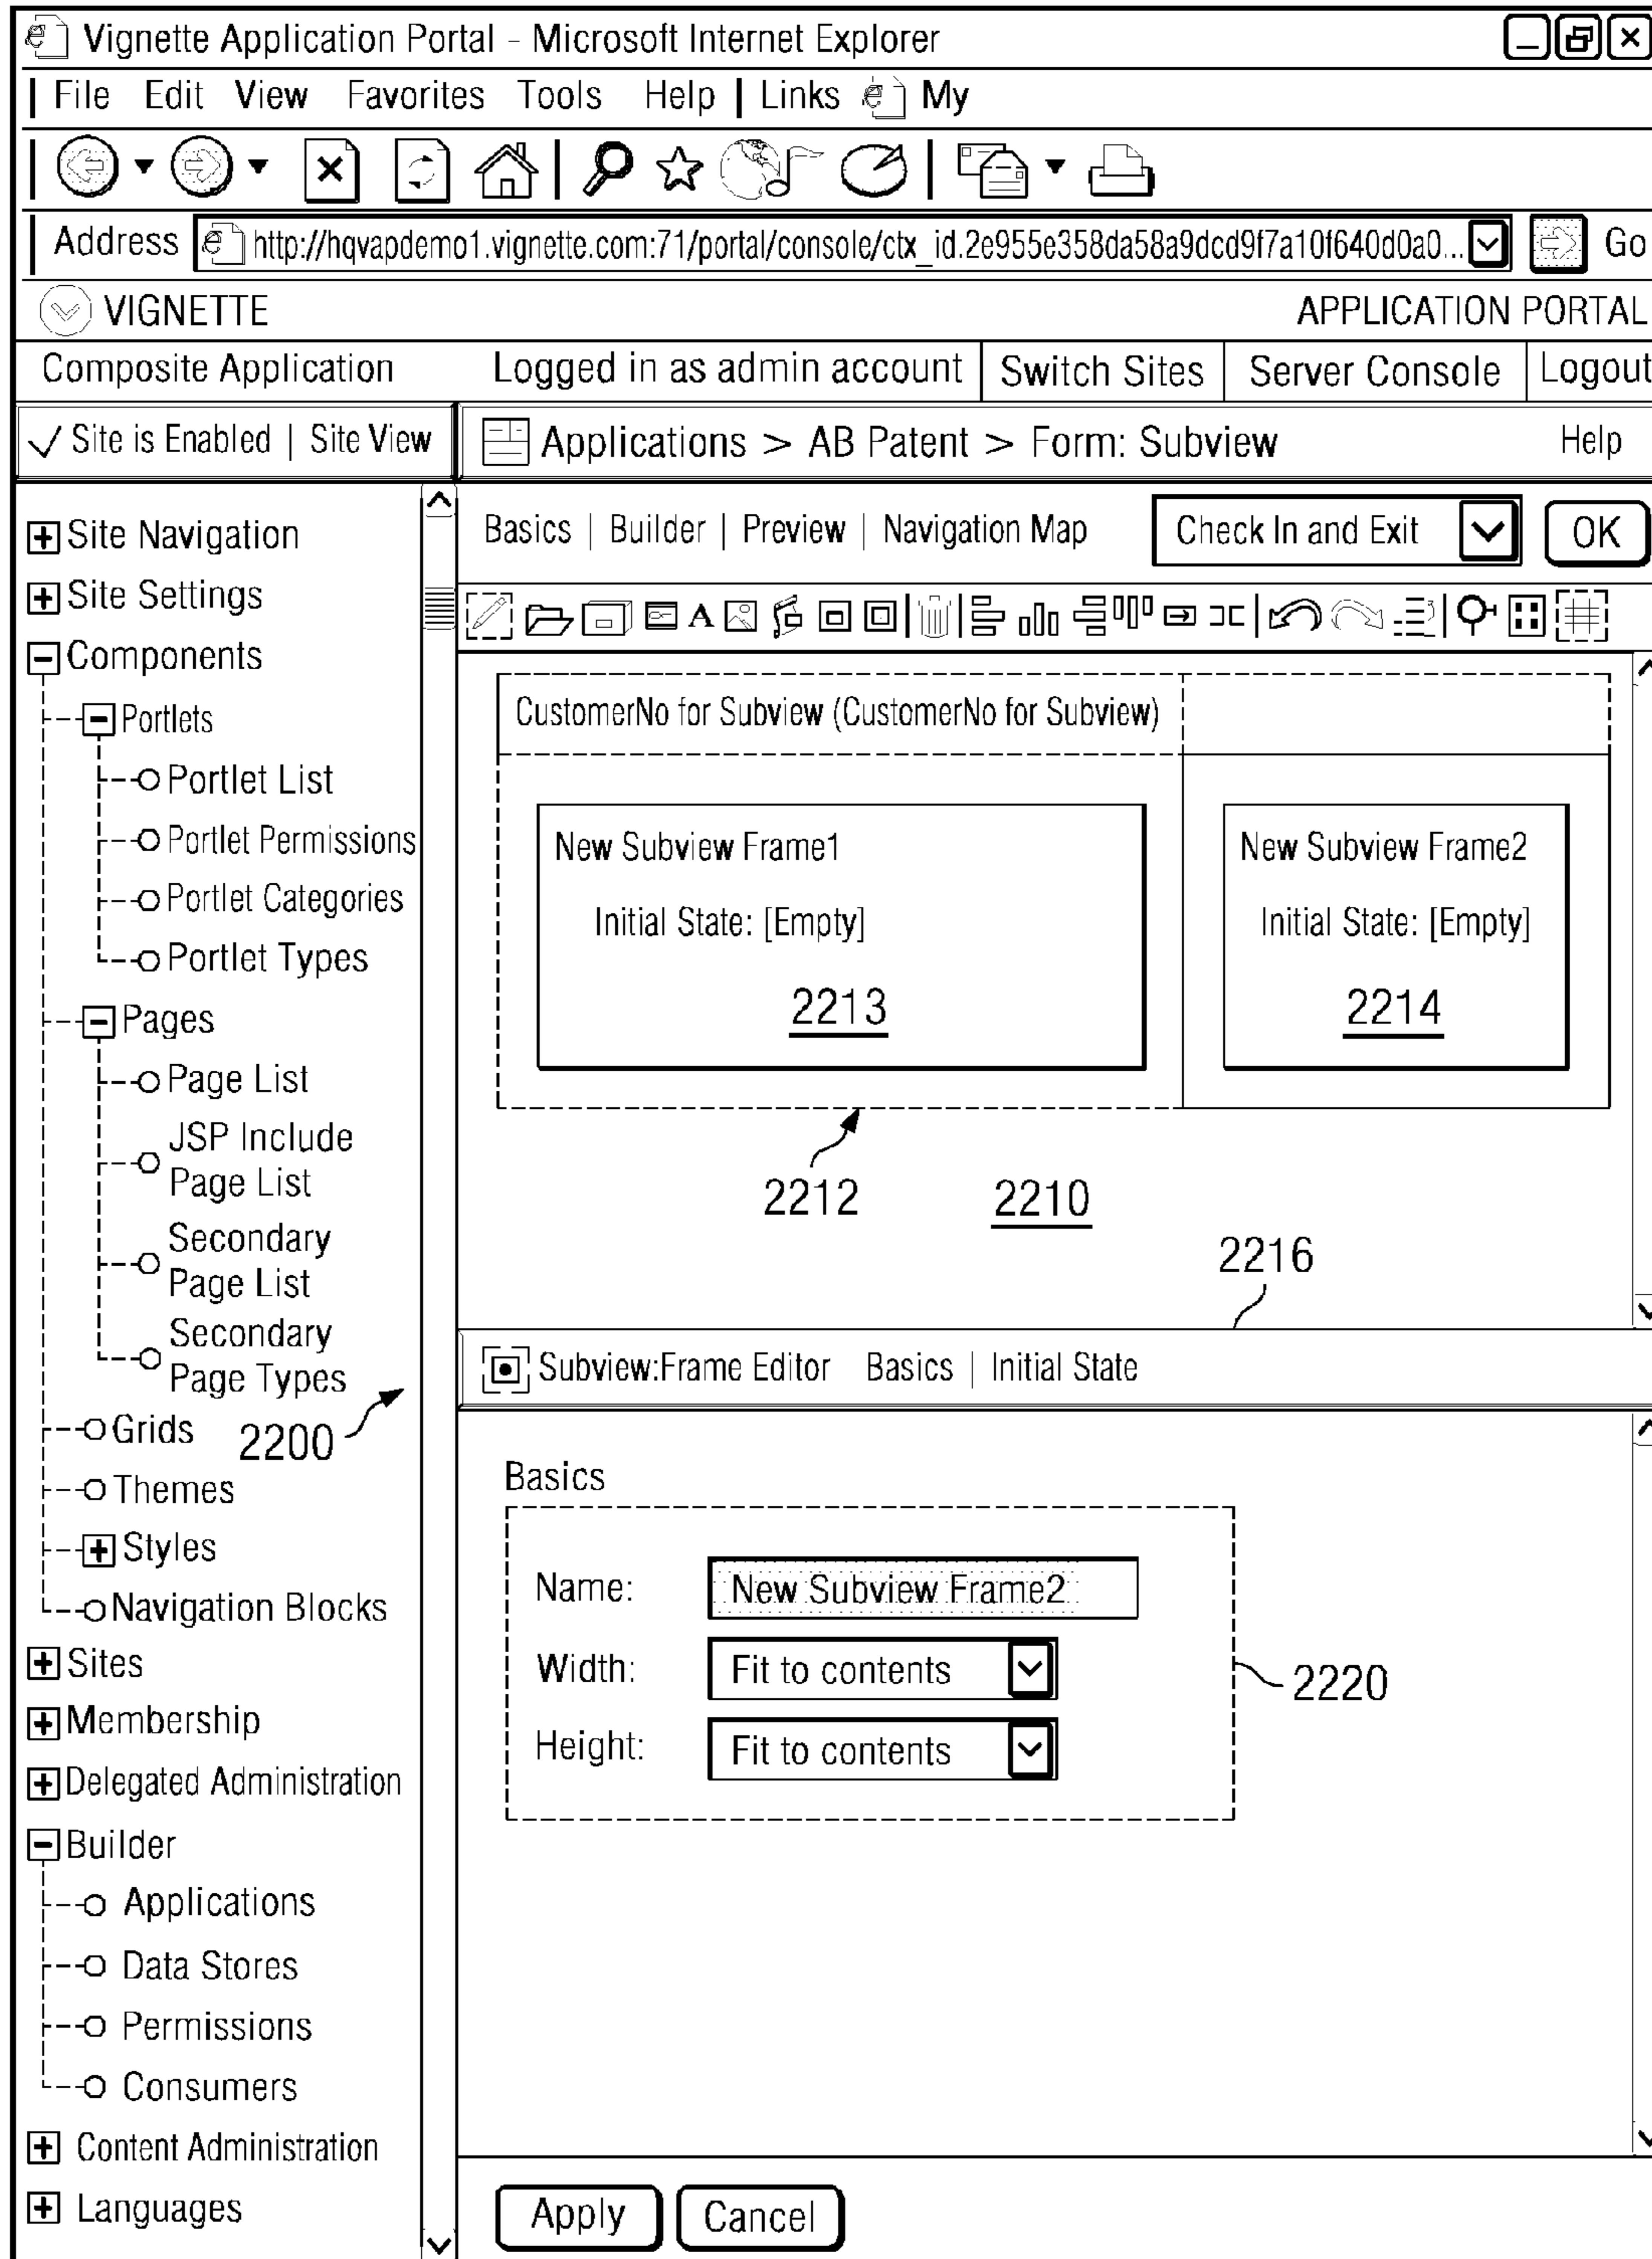 Vignette Application Portal - Microsoft Internet Explorer
File Edit View Favorites Tools Help | Links My
Address http://hqvapdemo1.vignette.com:71/portal/console/ctx_id.2e955e358da58a9dcd9f7a10f640d0a0... Go
VIGNETTE APPLICATION PORTAL
Composite Application Logged in as admin account Switch Sites Server Console Logout
Site is Enabled | Site View
Applications > AB Patent > Form: Subview Help
Site Navigation
Site Settings
Components
Portlets
Portlet List
Portlet Permissions
Portlet Categories
Portlet Types
Pages
Page List
JSP Include
Page List
Secondary
Page List
Secondary
Page Types
Grids
2200
Themes
Styles
Navigation Blocks
Sites
Membership
Delegated Administration
Builder
Applications
Data Stores
Permissions
Consumers
Content Administration
Languages
Basics | Builder | Preview | Navigation Map Check In and Exit OK
A
CustomerNo for Subview (CustomerNo for Subview)
New Subview Frame1
Initial State: [Empty]
2213
New Subview Frame2
Initial State: [Empty]
2214
2212 2210
2216
Subview:Frame Editor Basics | Initial State
Basics
Name: New Subview Frame2
Width: Fit to contents
2220
Height: Fit to contents
Apply Cancel